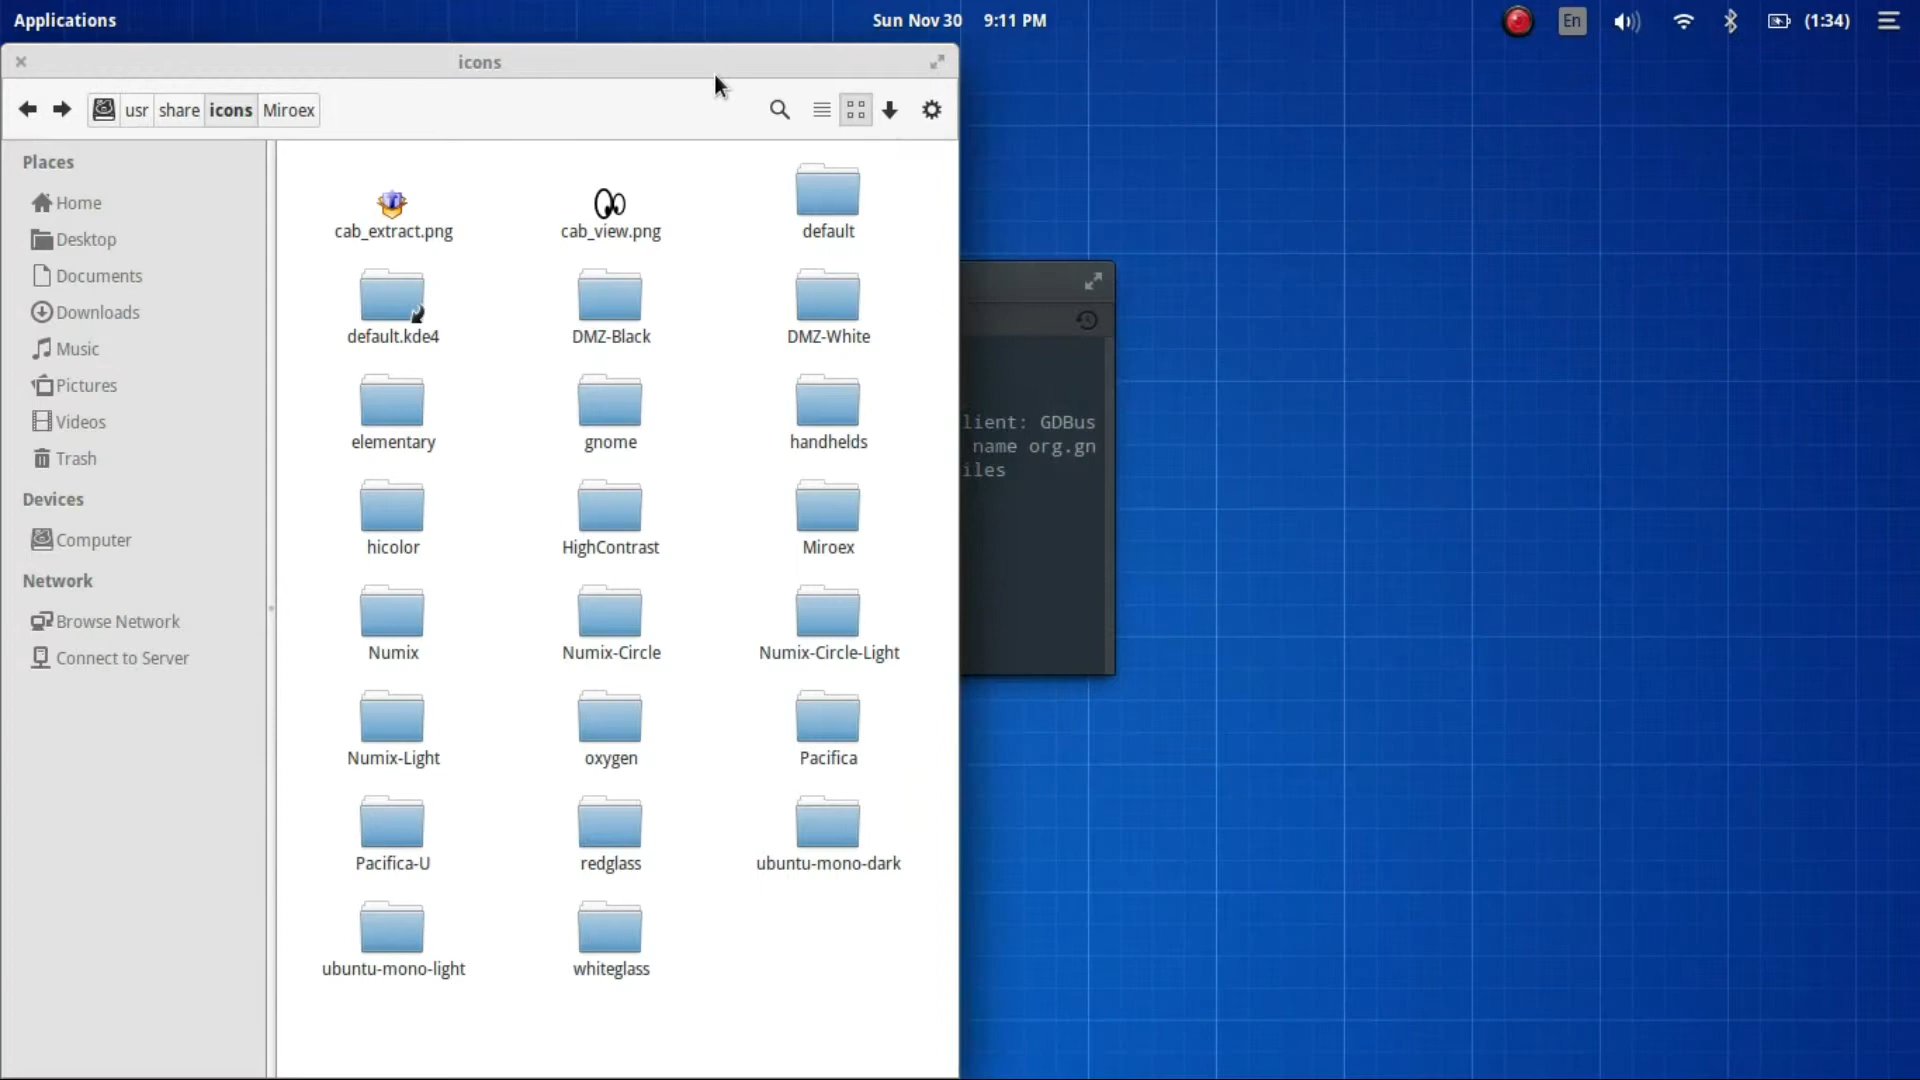 Applications
Sun Nov 30 9:11 PM
En
(1:34)
icons
usr share icons Miroex
Places
Home
Desktop
Documents
Downloads
Music
Pictures
Videos
Trash
Devices
Computer
Network
Browse Network
Connect to Server
cab_extract.png cab_view.png default
default.kde4 DMZ-Black DMZ-White
elementary gnome handhelds
hicolor HighContrast Miroex
Numix Numix-Circle Numix-Circle-Light
Numix-Light oxygen Pacifica
Pacifica-U redglass ubuntu-mono-dark
ubuntu-mono-light whiteglass
lient: GDBus
name org.gn
iles